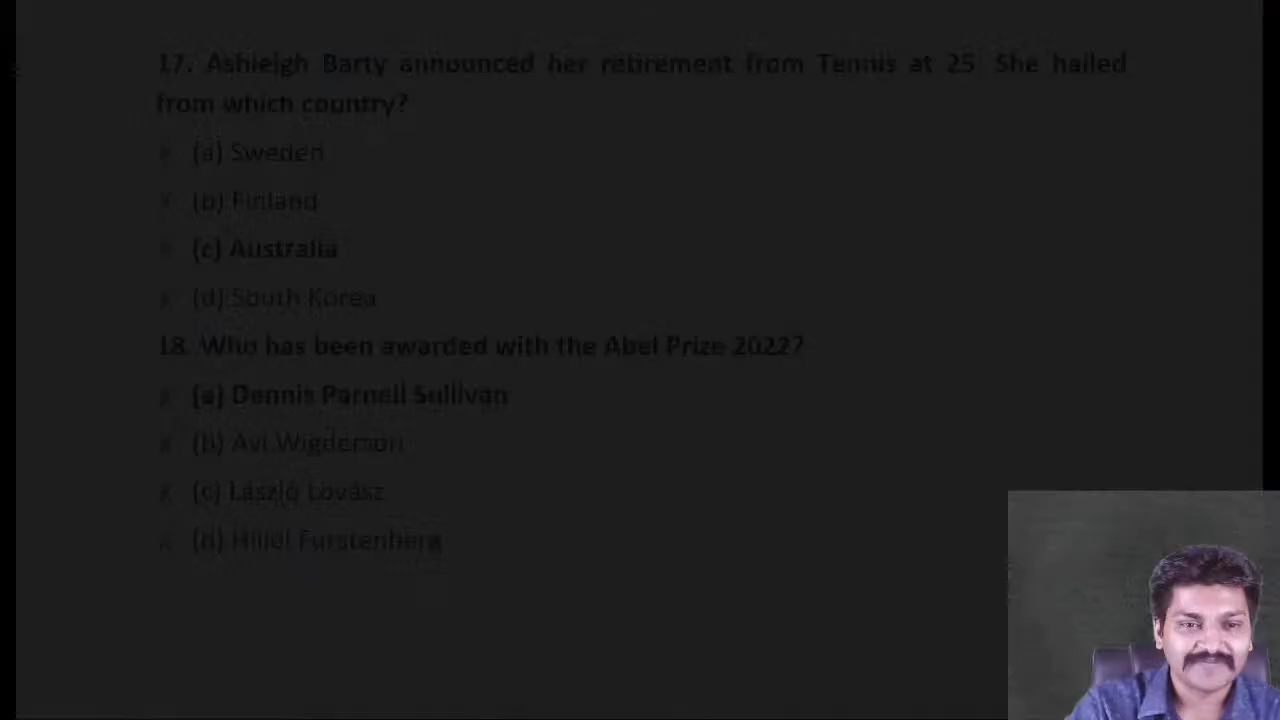 17. Ashleigh Barty announced her retirement from Tennis at 25. She hailed
from which country?
(a) Sweden
(b) Finland
(c) Australia
(d) South Korea
18. Who has been awarded with the Abel Prize 2022?
(a) Dennis Parnell Sullivan
(b) Avi Wigderson
(c) László Lovász
(d) Hillel Furstenberg